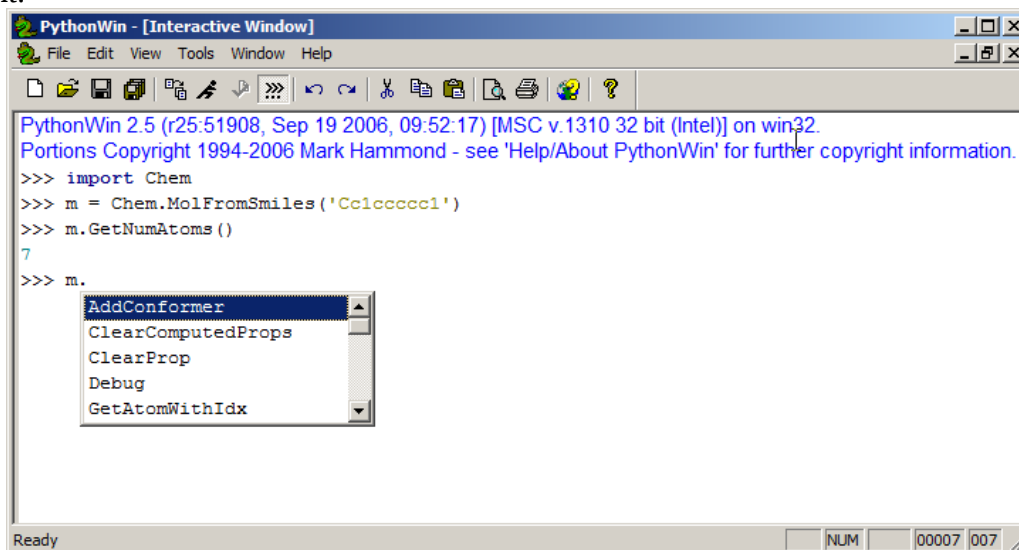 it.
PythonWin - [Interactive Window]
File Edit View Tools Window Help
PythonWin 2.5 (r25:51908, Sep 19 2006, 09:52:17) [MSC v.1310 32 bit (Intel)] on win32.
Portions Copyright 1994-2006 Mark Hammond - see 'Help/About PythonWin' for further copyright information.
>>> import Chem
>>> m = Chem.MolFromSmiles('Cc1ccccc1')
>>> m.GetNumAtoms()
7
>>> m.
AddConformer
ClearComputedProps
ClearProp
Debug
GetAtomWithIdx
Ready NUM 00007 007